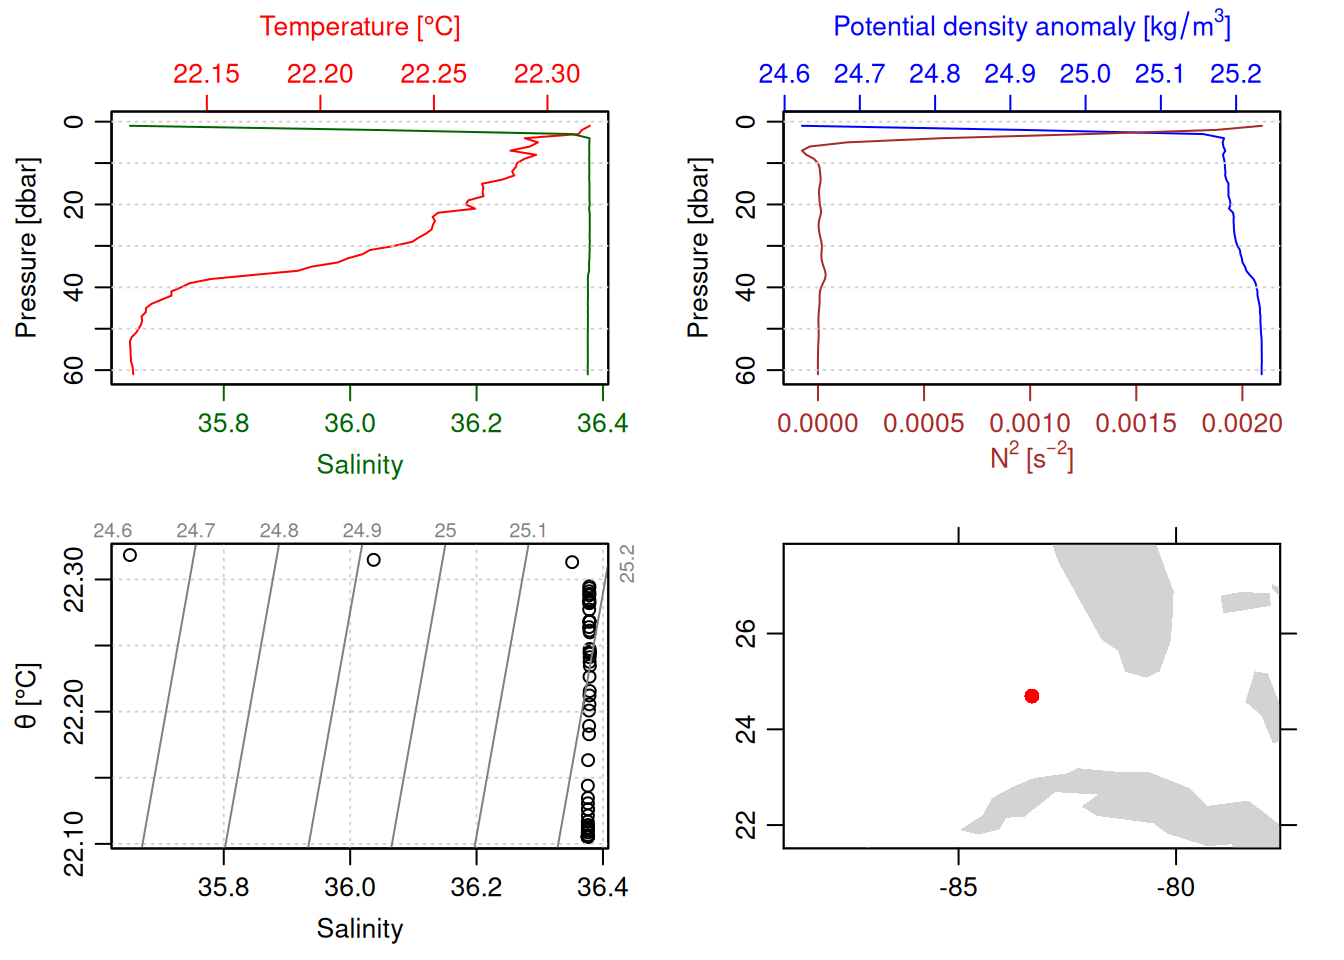 Temperature [°C]
22.15 22.20 22.25 22.30
0
20
40
60
Pressure [dbar]
35.8 36.0 36.2 36.4
Salinity
Potential density anomaly [kg/m³]
24.6 24.7 24.8 24.9 25.0 25.1 25.2
0
20
40
60
Pressure [dbar]
0.0000 0.0005 0.0010 0.0015 0.0020
N² [s⁻²]
24.6 24.7 24.8 24.9 25 25.1
25.2
22.30
22.20
22.10
θ [°C]
35.8 36.0 36.2 36.4
Salinity
26
24
22
-85 -80